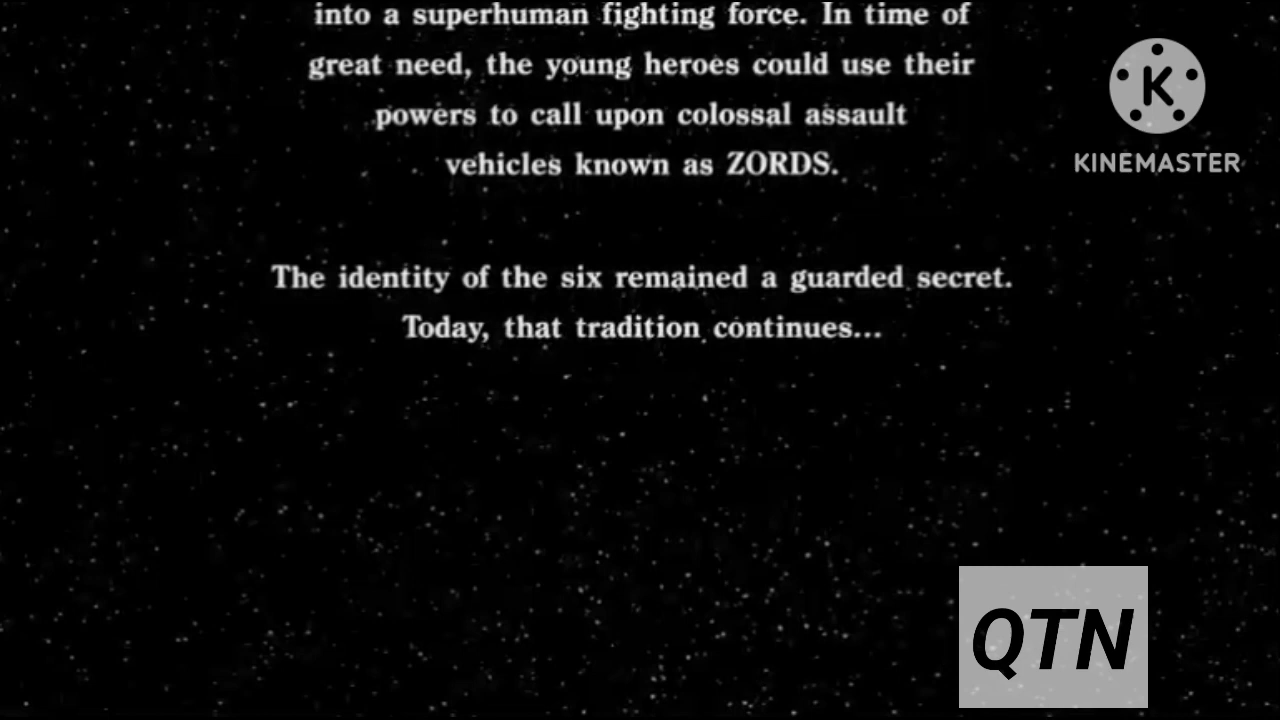 into a superhuman fighting force. In time of
great need, the young heroes could use their
powers to call upon colossal assault
vehicles known as ZORDS.
The identity of the six remained a guarded secret.
Today, that tradition continues...
K
KINEMASTER
QTN